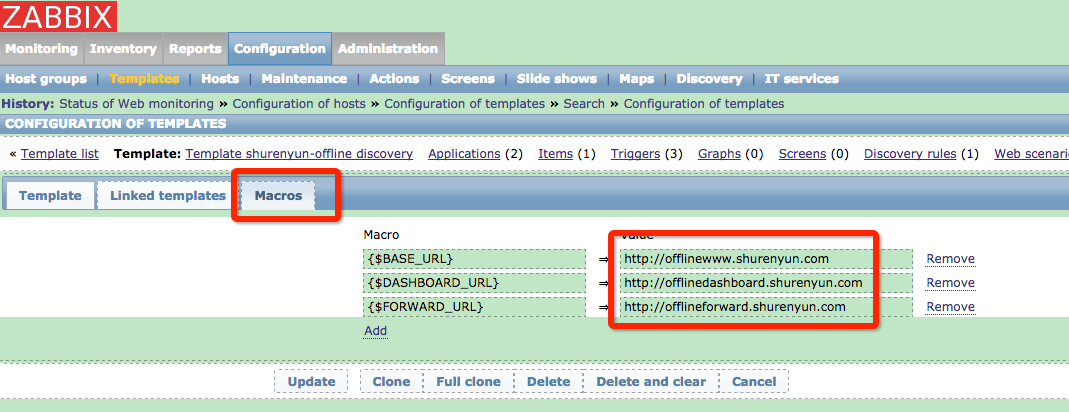 ZABBIX
Monitoring Inventory Reports Configuration Administration
Host groups | Templates | Hosts | Maintenance | Actions | Screens | Slide shows | Maps | Discovery | IT services
History: Status of Web monitoring » Configuration of hosts » Configuration of templates » Search » Configuration of templates
CONFIGURATION OF TEMPLATES
« Template list Template: Template shurenyun-offline discovery Applications (2) Items (1) Triggers (3) Graphs (0) Screens (0) Discovery rules (1) Web scenari
Template Linked templates Macros
Macro Value
{$BASE_URL} ⇒ http://offlinewww.shurenyun.com Remove
{$DASHBOARD_URL} ⇒ http://offlinedashboard.shurenyun.com Remove
{$FORWARD_URL} ⇒ http://offlineforward.shurenyun.com Remove
Add
Update Clone Full clone Delete Delete and clear Cancel